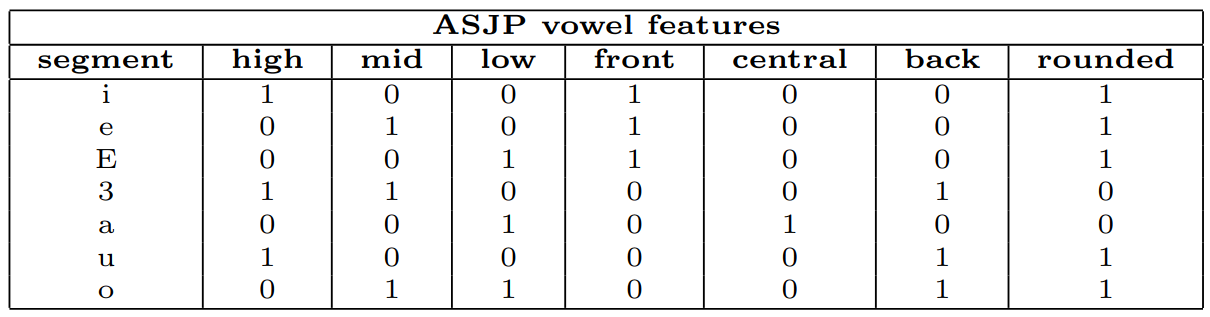 ASJP vowel features
segment high mid low front central back rounded
i 1 0 0 1 0 0 1
e 0 1 0 1 0 0 1
E 0 0 1 1 0 0 1
3 1 1 0 0 0 1 0
a 0 0 1 0 1 0 0
u 1 0 0 0 0 1 1
o 0 1 1 0 0 1 1